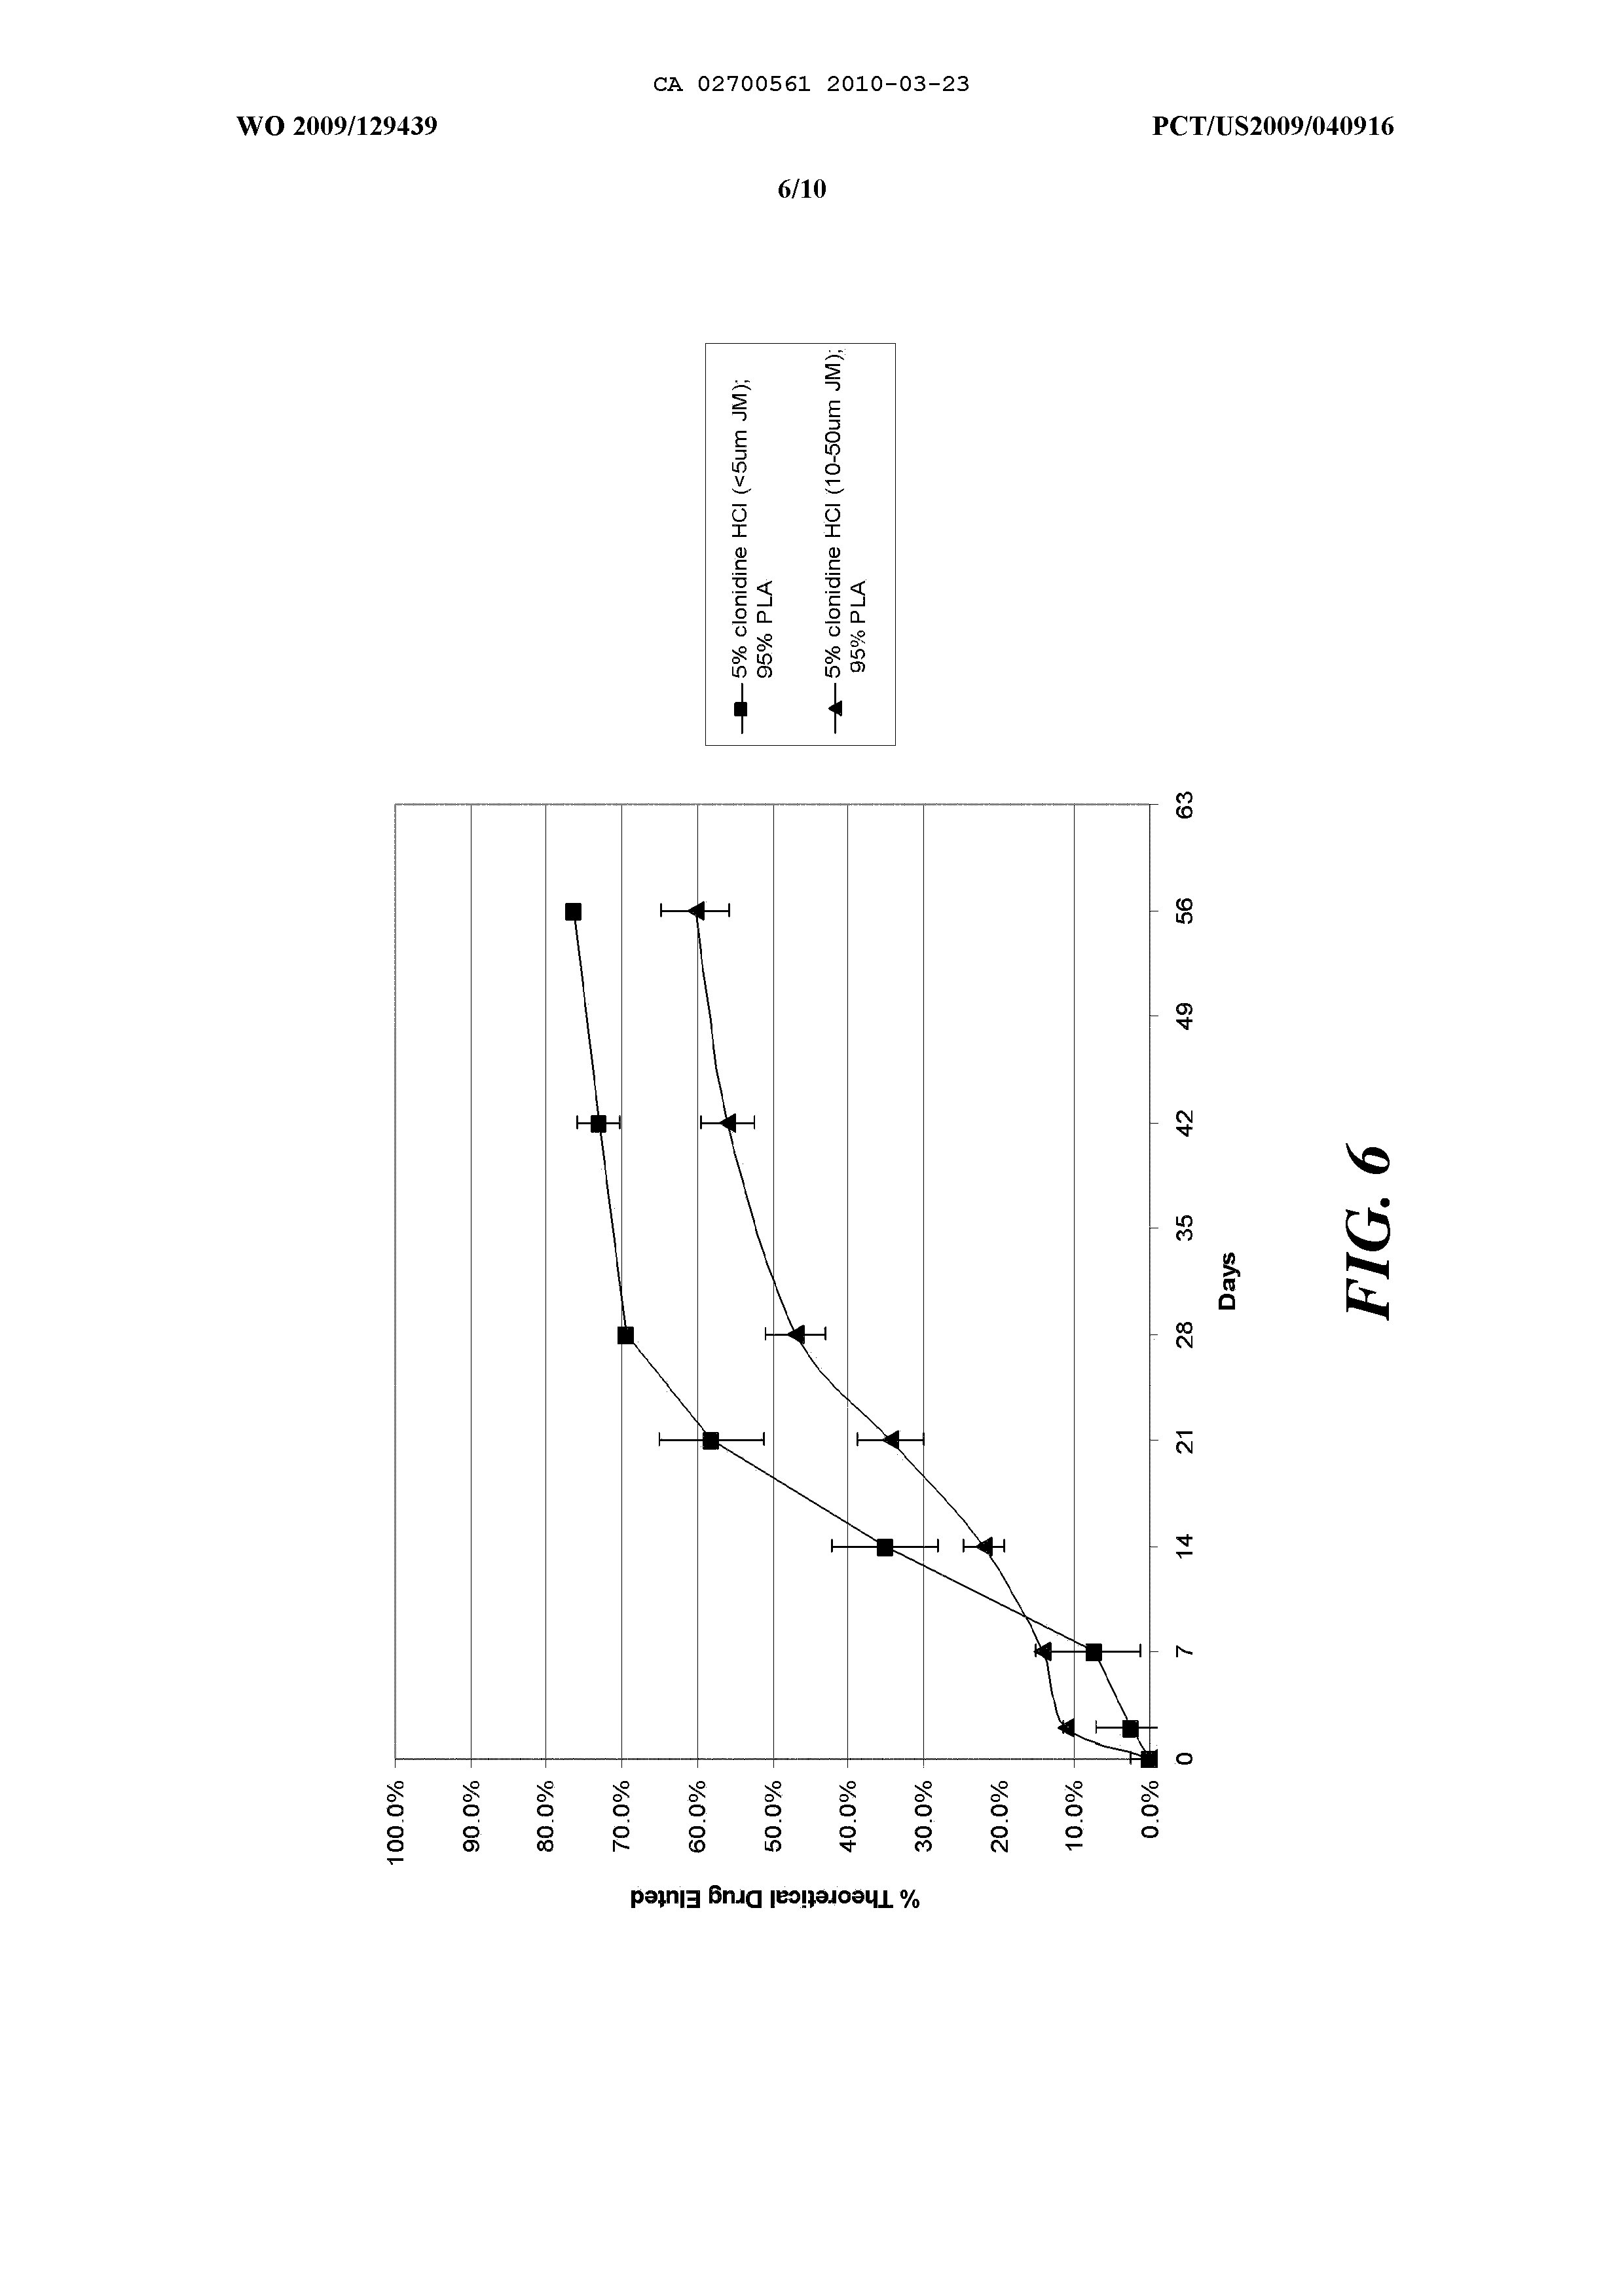 CA 02700561 2010-03-23
WO 2009/129439
PCT/US2009/040916
6/10
5% clonidine HCl (<5um JM);
95% PLA
5% clonidine HCl (10-50um JM);
95% PLA
% Theoretical Drug Eluted
100.0%
90.0%
80.0%
70.0%
60.0%
50.0%
40.0%
30.0%
20.0%
10.0%
0.0%
0
7
14
21
28
35
42
49
56
63
Days
FIG. 6